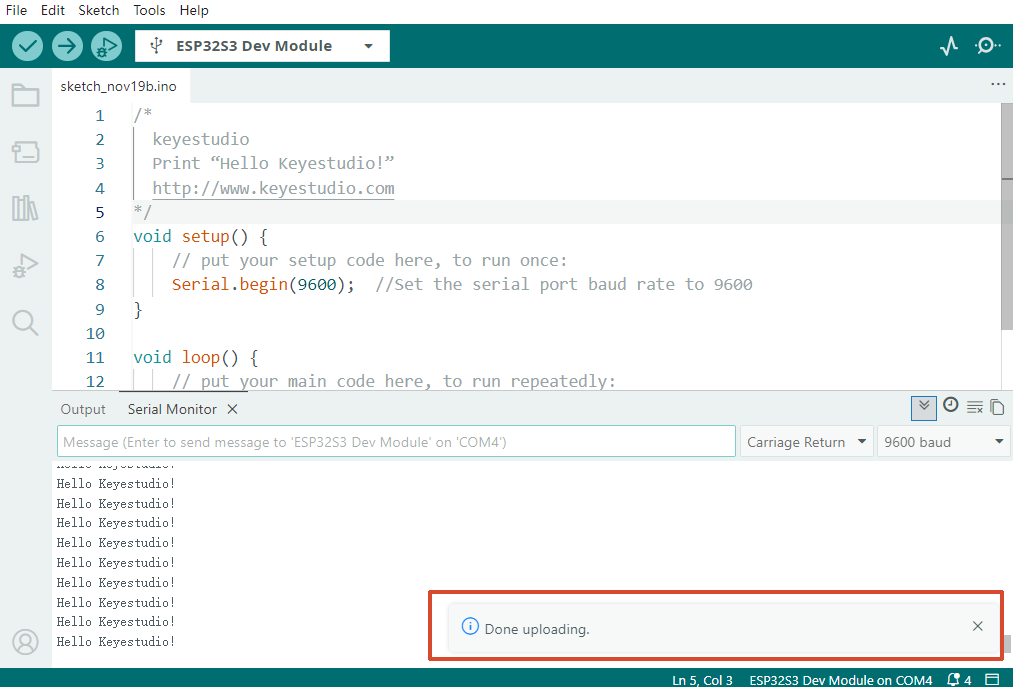 File Edit Sketch Tools Help
ESP32S3 Dev Module
sketch_nov19b.ino
1 /*
2 keyestudio
3 Print “Hello Keyestudio!”
4 http://www.keyestudio.com
5 */
6 void setup() {
7 // put your setup code here, to run once:
8 Serial.begin(9600); //Set the serial port baud rate to 9600
9 }
10
11 void loop() {
12 // put your main code here, to run repeatedly:
Output Serial Monitor
Message (Enter to send message to 'ESP32S3 Dev Module' on 'COM4') Carriage Return 9600 baud
Hello Keyestudio!
Hello Keyestudio!
Hello Keyestudio!
Hello Keyestudio!
Hello Keyestudio!
Hello Keyestudio!
Hello Keyestudio!
Hello Keyestudio!
Hello Keyestudio!
Hello Keyestudio!
Done uploading.
Ln 5, Col 3 ESP32S3 Dev Module on COM4 4